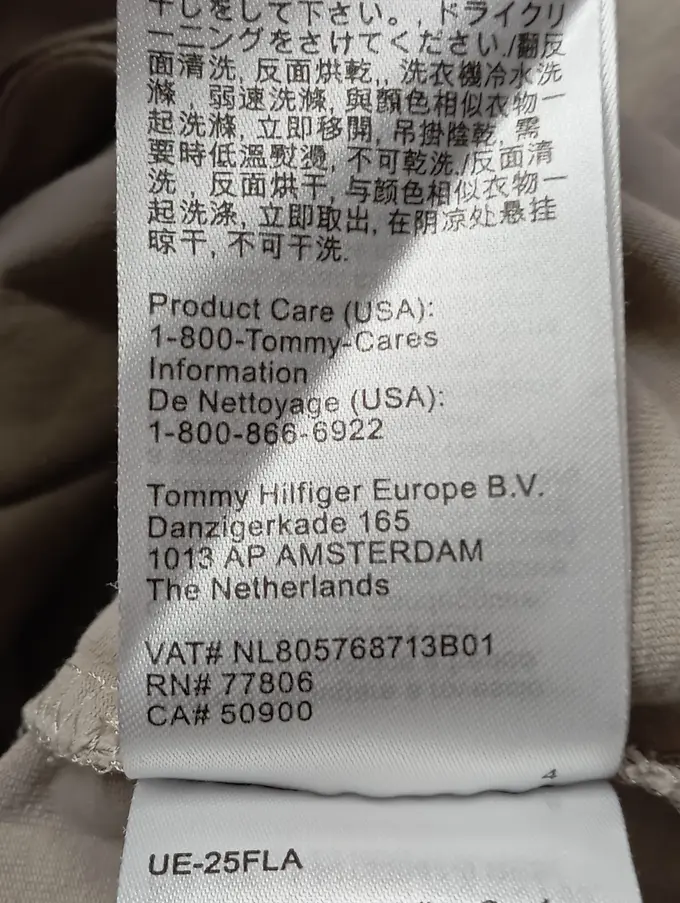 干しをして下さい。, ドライクリ
ーニングをさけてください./翻反
面清洗, 反面烘乾,, 洗衣機冷水洗
滌, 弱速洗滌, 與顏色相似衣物一
起洗滌, 立即移開, 吊掛陰乾, 需
要時低溫熨燙, 不可乾洗./反面清
洗, 反面烘干, 与颜色相似衣物一
起洗涤, 立即取出, 在阴凉处悬挂
晾干, 不可干洗.
Product Care (USA):
1-800-Tommy-Cares
Information
De Nettoyage (USA):
1-800-866-6922
Tommy Hilfiger Europe B.V.
Danzigerkade 165
1013 AP AMSTERDAM
The Netherlands
VAT# NL805768713B01
RN# 77806
CA# 50900
4
UE-25FLA